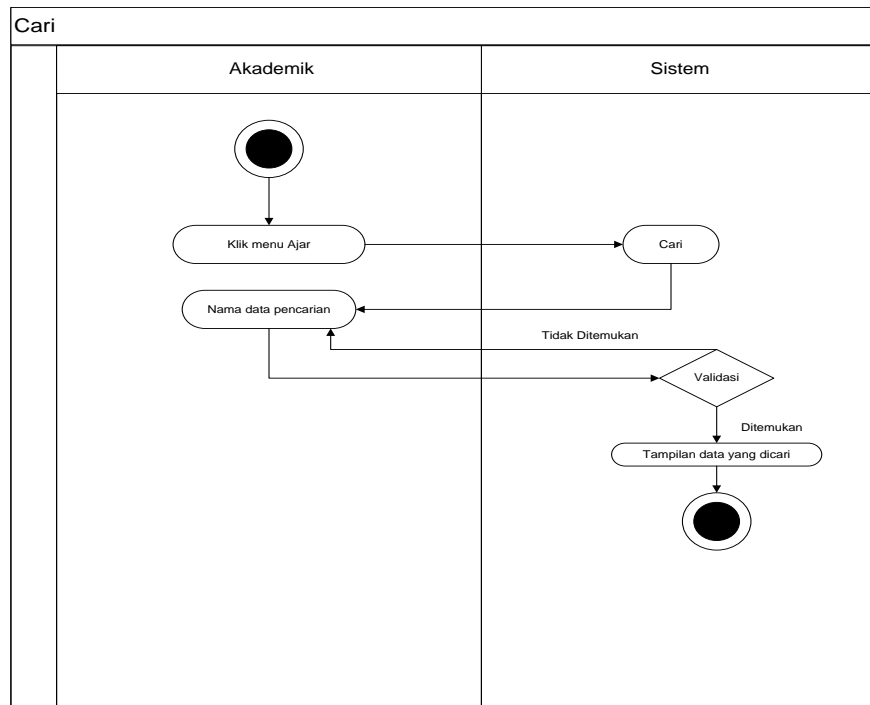 Cari
Akademik
Sistem
Klik menu Ajar
Cari
Nama data pencarian
Tidak Ditemukan
Validasi
Ditemukan
Tampilan data yang dicari